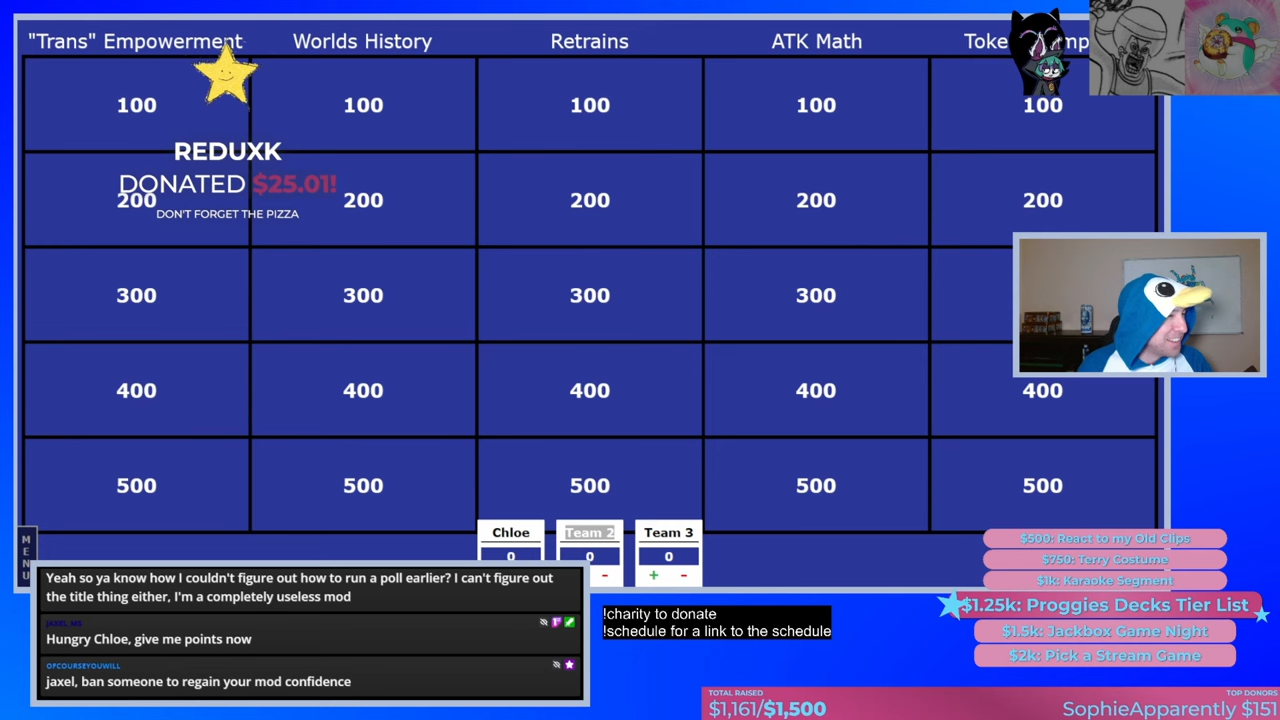 "Trans" Empowerment
Worlds History
Retrains
ATK Math
100
100
100
100
100
REDUXK
DONATED $25.01!
DON'T FORGET THE PIZZA
200
200
200
200
200
300
300
300
300
400
400
400
400
400
500
500
500
500
500
MENU
Chloe
0
Team 2
0
-
Team 3
0
+ -
Yeah so ya know how I couldn't figure out how to run a poll earlier? I can't figure out
the title thing either, I'm a completely useless mod
JAXEL_MS
Hungry Chloe, give me points now
OFCOURSEYOUWILL
jaxel, ban someone to regain your mod confidence
!charity to donate
!schedule for a link to the schedule
$500: React to my Old Clips
$750: Terry Costume
$1k: Karaoke Segment
$1.25k: Proggies Decks Tier List
$1.5k: Jackbox Game Night
$2k: Pick a Stream Game
TOTAL RAISED
$1,161/$1,500
TOP DONORS
SophieApparently $151